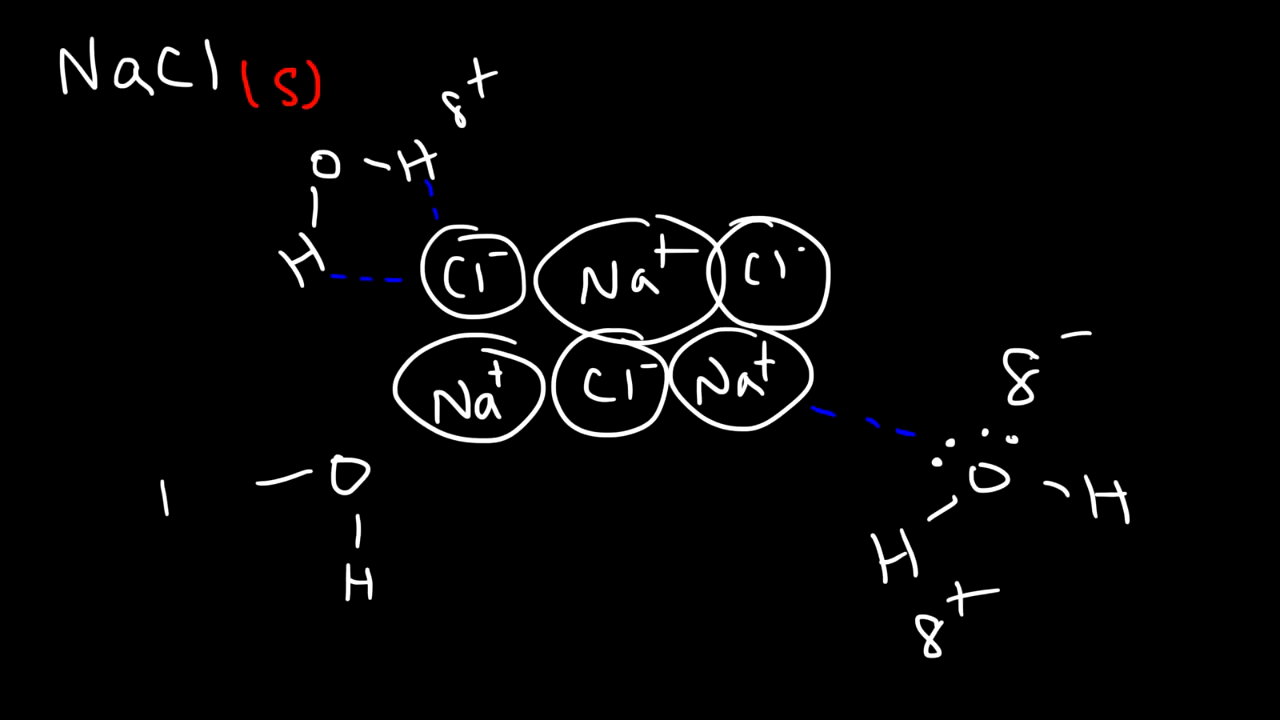 NaCl (s)
δ+
O - H
H
Cl- Na+ Cl-
Na+ Cl- Na+
δ-
- O
H
O - H
H
δ+